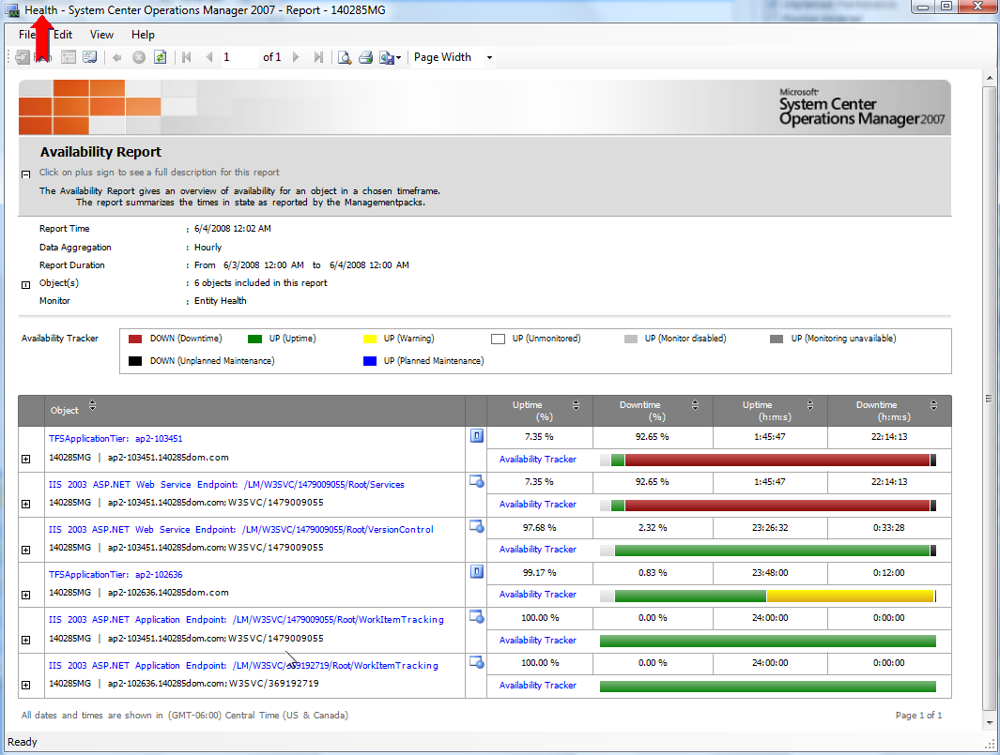 Health - System Center Operations Manager 2007 - Report - 140285MG
File Edit View Help
1 of 1 Page Width
Microsoft®
System Center
Operations Manager 2007
Availability Report
Click on plus sign to see a full description for this report
The Availability Report gives an overview of availability for an object in a chosen timeframe.
The report summarizes the times in state as reported by the Managementpacks.
Report Time : 6/4/2008 12:02 AM
Data Aggregation : Hourly
Report Duration : From 6/3/2008 12:00 AM to 6/4/2008 12:00 AM
Object(s) : 6 objects included in this report
Monitor : Entity Health
Availability Tracker DOWN (Downtime) UP (Uptime) UP (Warning) UP (Unmonitored) UP (Monitor disabled) UP (Monitoring unavailable)
DOWN (Unplanned Maintenance) UP (Planned Maintenance)
Object Uptime (%) Downtime (%) Uptime (h:m:s) Downtime (h:m:s)
TFSApplicationTier: ap2-103451 7.35 % 92.65 % 1:45:47 22:14:13
140285MG | ap2-103451.140285dom.com Availability Tracker
IIS 2003 ASP.NET Web Service Endpoint: /LM/W3SVC/1479009055/Root/Services 7.35 % 92.65 % 1:45:47 22:14:13
140285MG | ap2-103451.140285dom.com;W3SVC/1479009055 Availability Tracker
IIS 2003 ASP.NET Web Service Endpoint: /LM/W3SVC/1479009055/Root/VersionControl 97.68 % 2.32 % 23:26:32 0:33:28
140285MG | ap2-103451.140285dom.com;W3SVC/1479009055 Availability Tracker
TFSApplicationTier: ap2-102636 99.17 % 0.83 % 23:48:00 0:12:00
140285MG | ap2-102636.140285dom.com Availability Tracker
IIS 2003 ASP.NET Application Endpoint: /LM/W3SVC/1479009055/Root/WorkItemTracking 100.00 % 0.00 % 24:00:00 0:00:00
140285MG | ap2-103451.140285dom.com;W3SVC/1479009055 Availability Tracker
IIS 2003 ASP.NET Application Endpoint: /LM/W3SVC/369192719/Root/WorkItemTracking 100.00 % 0.00 % 24:00:00 0:00:00
140285MG | ap2-102636.140285dom.com;W3SVC/369192719 Availability Tracker
All dates and times are shown in (GMT-06:00) Central Time (US & Canada) Page 1 of 1
Ready